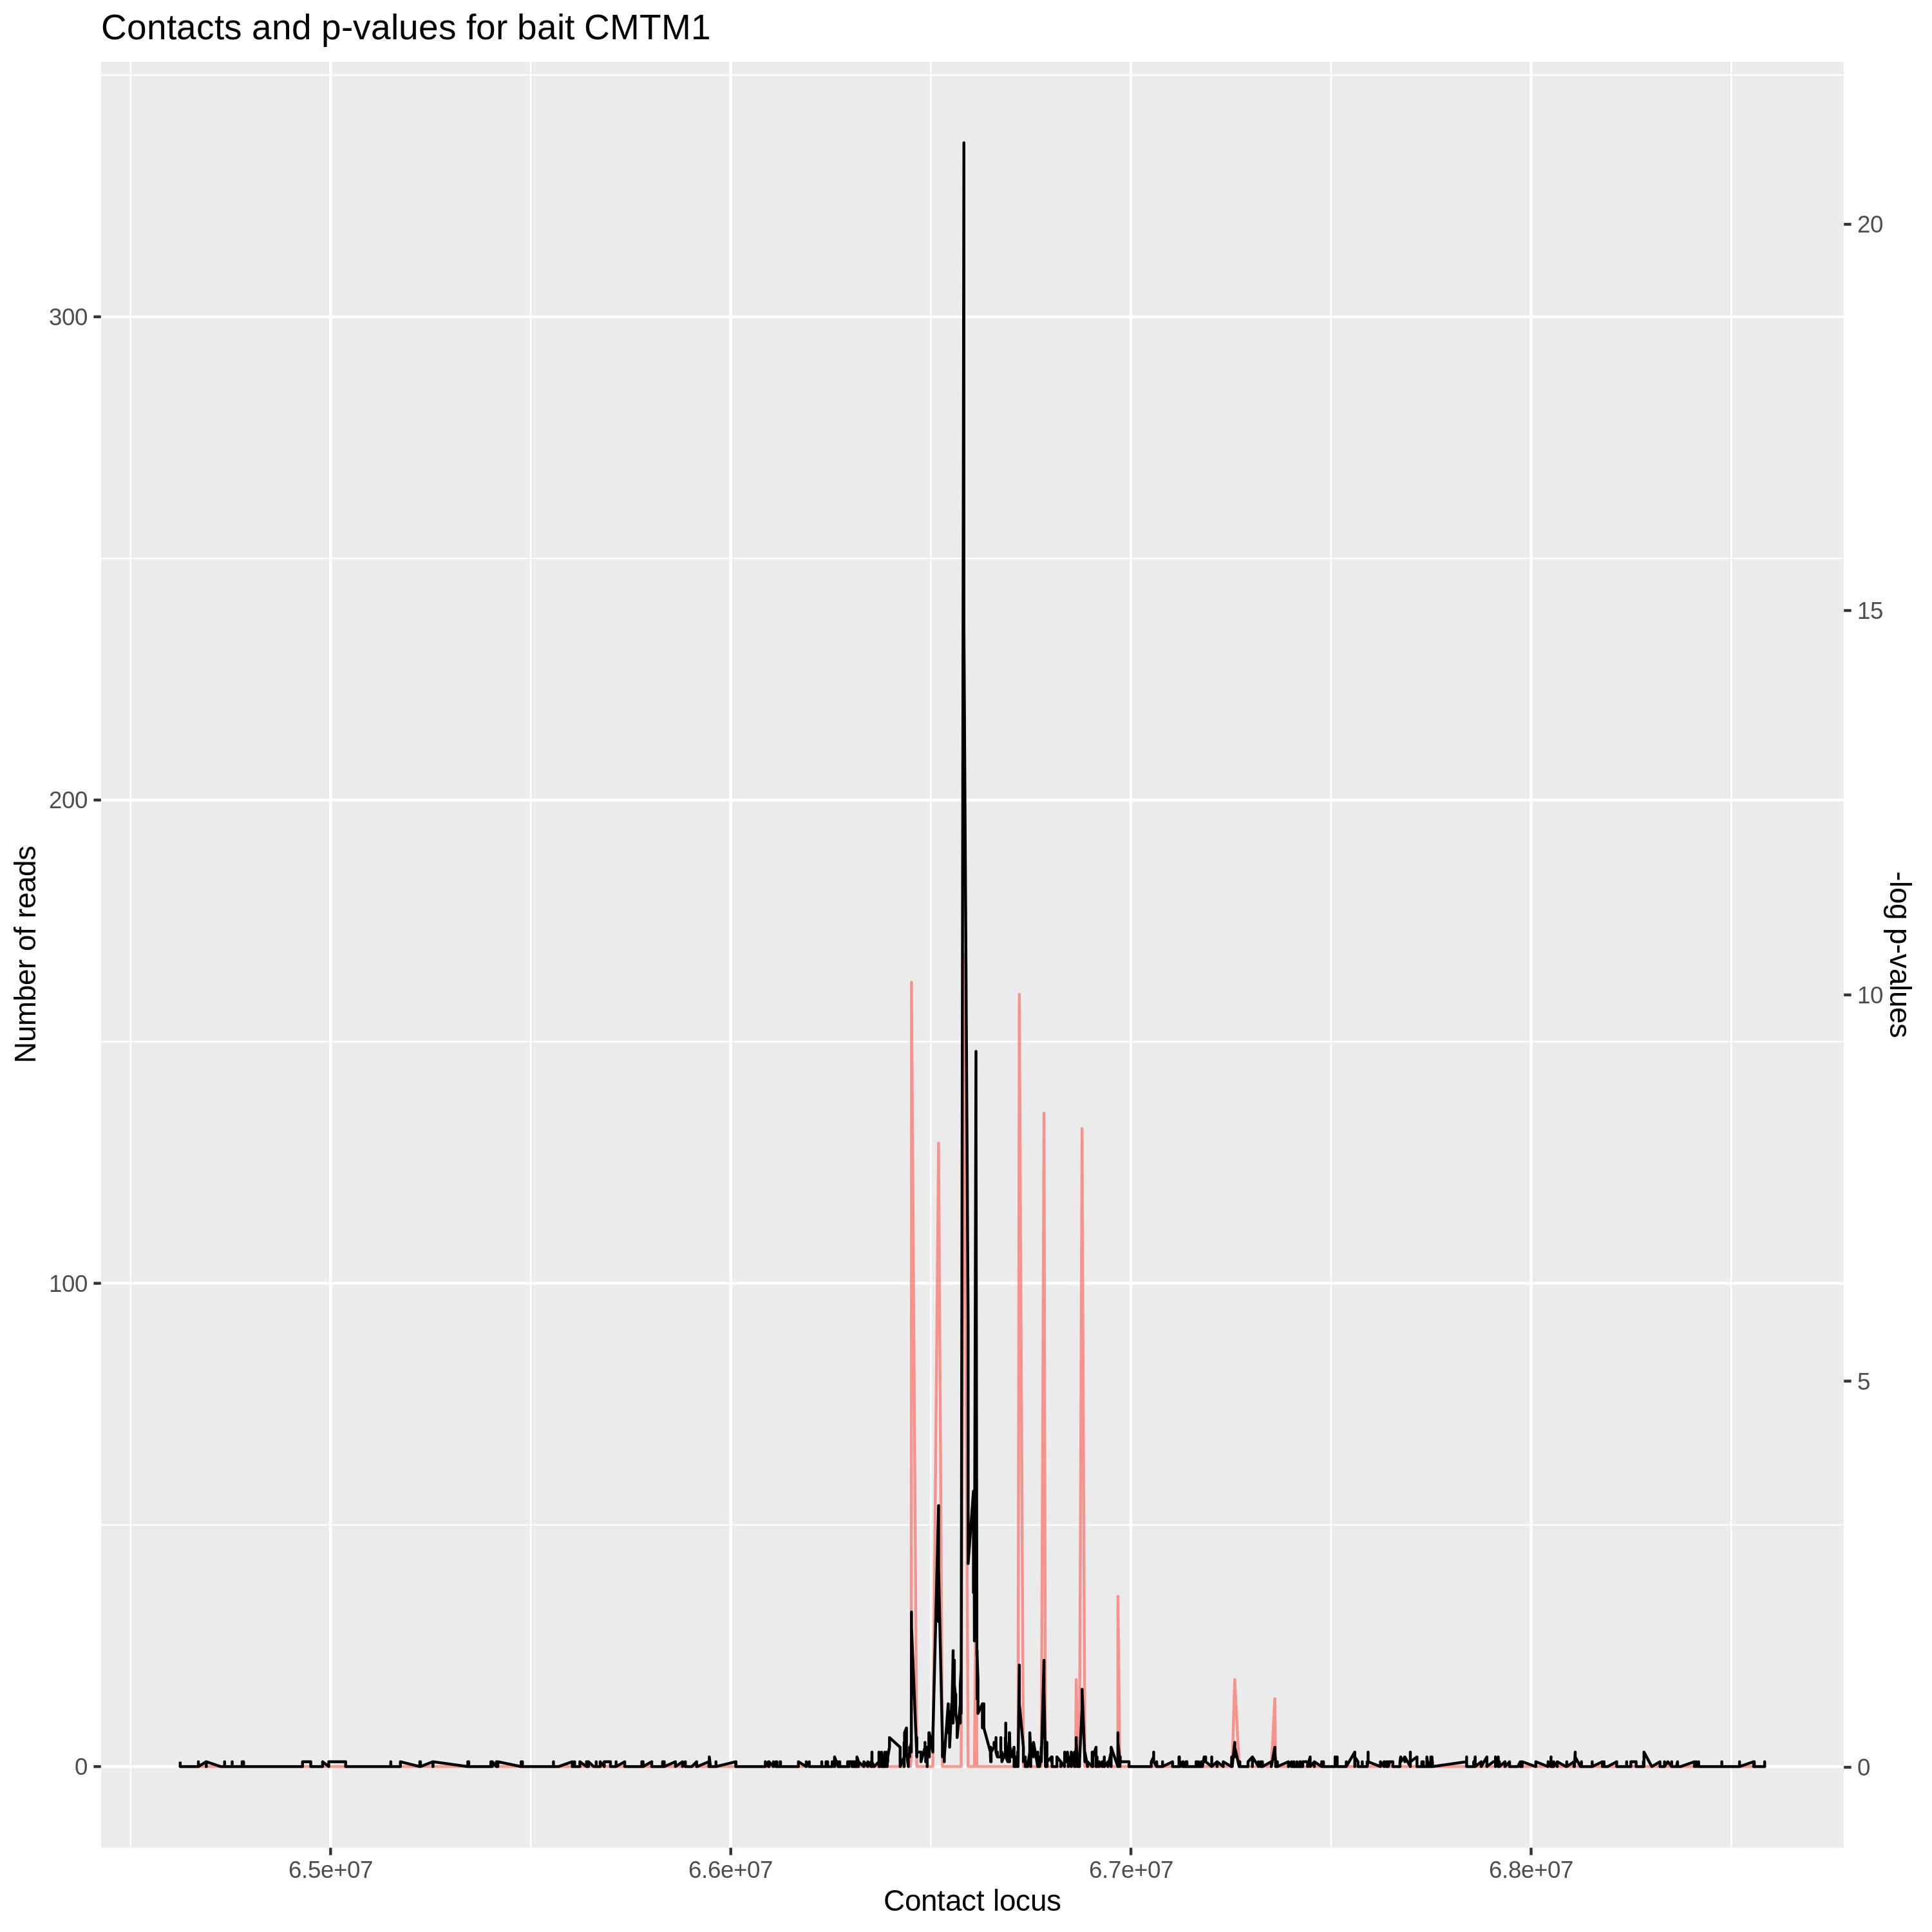 Contacts and p-values for bait CMTM1
Number of reads
300
200
100
0
20
15
10
5
0
-log p-values
6.5e+07
6.6e+07
6.7e+07
6.8e+07
Contact locus